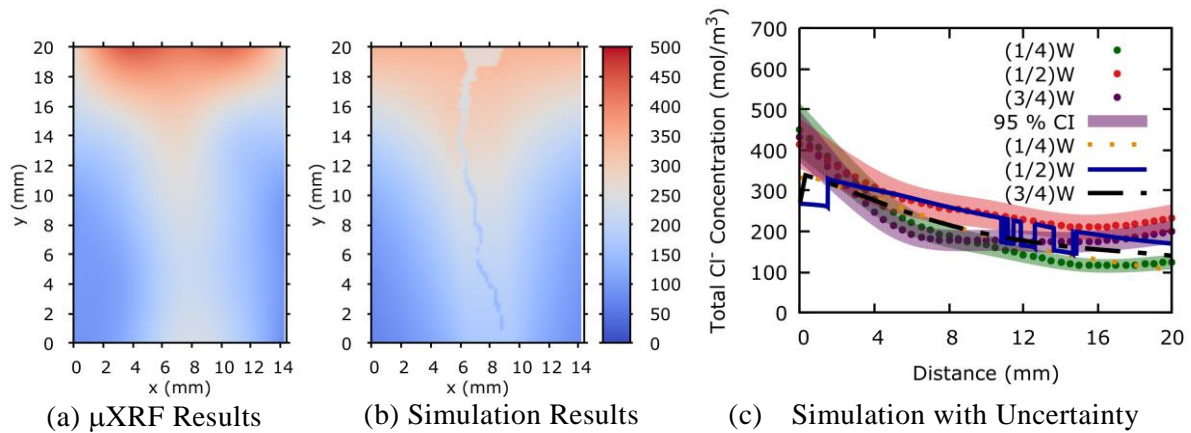 20
18
16
14
12
10
8
6
4
2
0
y (mm)
0 2 4 6 8 10 12 14
x (mm)
(a) μXRF Results
20
18
16
14
12
10
8
6
4
2
0
y (mm)
0 2 4 6 8 10 12 14
x (mm)
500
450
400
350
300
250
200
150
100
50
0
(b) Simulation Results
700
600
500
400
300
200
100
0
Total Cl⁻ Concentration (mol/m³)
(1/4)W
(1/2)W
(3/4)W
95 % CI
(1/4)W
(1/2)W
(3/4)W
0 4 8 12 16 20
Distance (mm)
(c) Simulation with Uncertainty